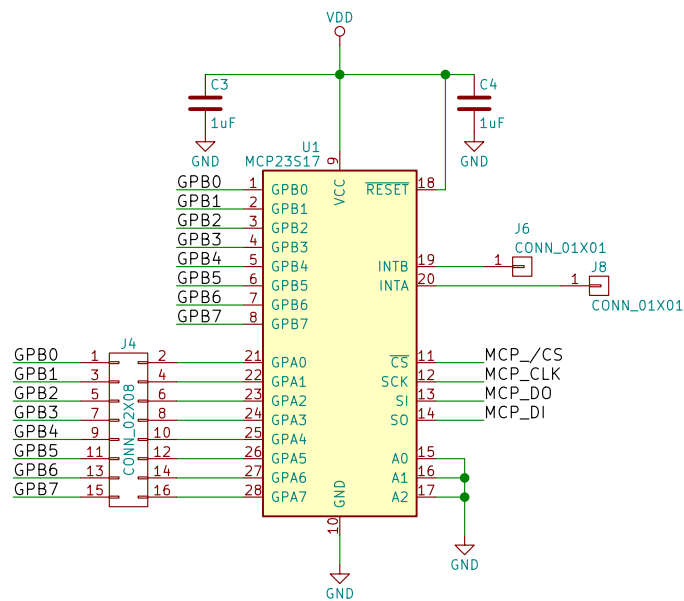 VDD
C3
1uF
GND
C4
1uF
GND
U1
MCP23S17
9
VCC
GPB0 1 GPB0
GPB1 2 GPB1
GPB2 3 GPB2
GPB3 4 GPB3
GPB4 5 GPB4
GPB5 6 GPB5
GPB6 7 GPB6
GPB7 8 GPB7
RESET 18
INTB 19
INTA 20
J6
CONN_01X01
1
J8
1
CONN_01X01
J4
CONN_02X08
GPB0 1 2 21 GPA0
GPB1 3 4 22 GPA1
GPB2 5 6 23 GPA2
GPB3 7 8 24 GPA3
GPB4 9 10 25 GPA4
GPB5 11 12 26 GPA5
GPB6 13 14 27 GPA6
GPB7 15 16 28 GPA7
CS 11 MCP_/CS
SCK 12 MCP_CLK
SI 13 MCP_DO
SO 14 MCP_DI
A0 15
A1 16
A2 17
GND
10
GND
GND